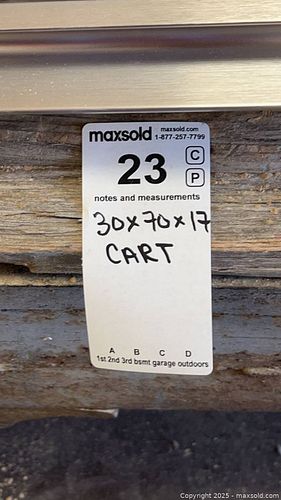 maxsold maxsold.com
1-877-257-7799
23 C
P
notes and measurements
30x70x17
CART
A B C D
1st 2nd 3rd bsmt garage outdoors
Copyright 2025 - maxsold.com